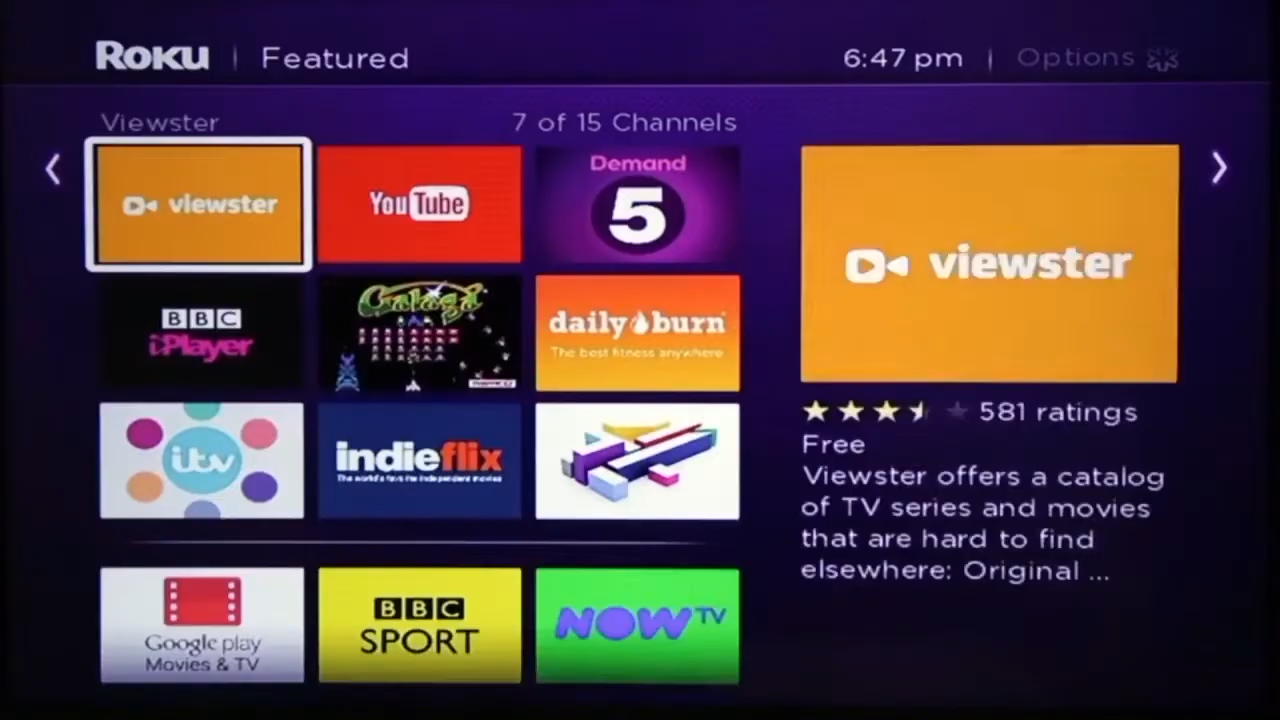 Roku | Featured
6:47 pm | Options
Viewster
7 of 15 Channels
viewster
YouTube
Demand
5
viewster
BBC
iPlayer
Galaga
namco
daily burn
The best fitness anywhere
581 ratings
Free
Viewster offers a catalog
of TV series and movies
that are hard to find
elsewhere: Original ...
itv
indieflix
Google play
Movies & TV
BBC
SPORT
NOW TV